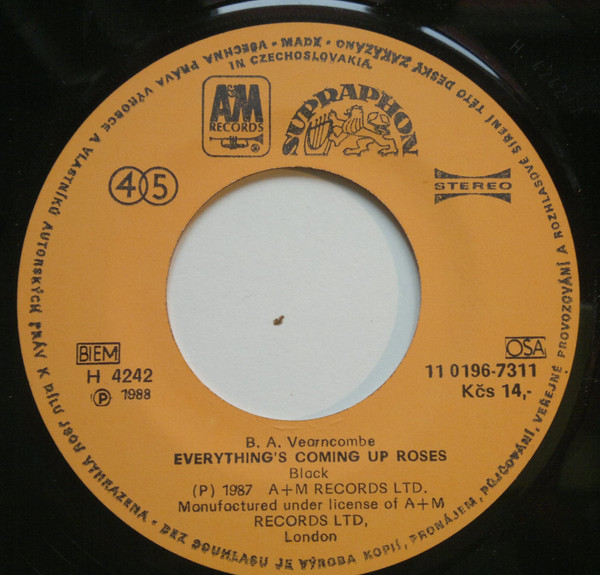 VŠECHNA PRÁVA VÝROBCE A VLASTNÍKŮ AUTORSKÝCH PRÁV K DÍLU JSOU VYHRAZENA • BEZ SOUHLASU JE VÝROBA KOPIÍ, PRONÁJEM, PŮJČOVÁNÍ, VEŘEJNÉ PROVOZOVÁNÍ A ROZHLASOVÉ ŠÍŘENÍ TÉTO DESKY ZAKÁZÁNO • MADE •
IN CZECHOSLOVAKIA
A&M
RECORDS
SUPRAPHON
45
STEREO
BIEM
OSA
H 4242
11 0196-7311
Ⓟ 1988
Kčs 14,-
B. A. Vearncombe
EVERYTHING'S COMING UP ROSES
Black
(P) 1987 A+M RECORDS LTD.
Manufactured under license of A+M
RECORDS LTD,
London